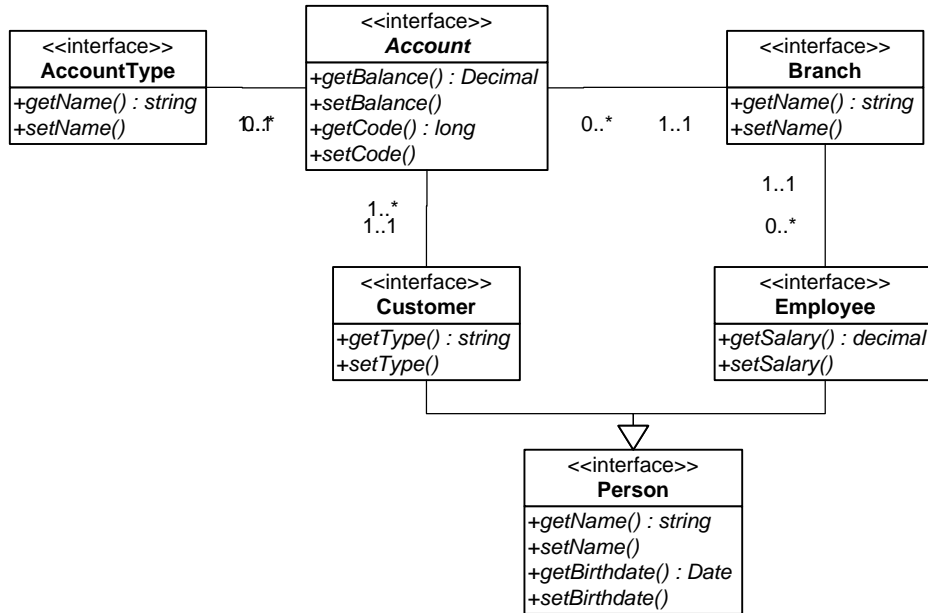 <<interface>>
AccountType
+getName() : string
+setName()
<<interface>>
Account
+getBalance() : Decimal
+setBalance()
+getCode() : long
+setCode()
<<interface>>
Branch
+getName() : string
+setName()
0..*
1..1
1..*
1..1
1..1
0..*
<<interface>>
Customer
+getType() : string
+setType()
<<interface>>
Employee
+getSalary() : decimal
+setSalary()
<<interface>>
Person
+getName() : string
+setName()
+getBirthdate() : Date
+setBirthdate()